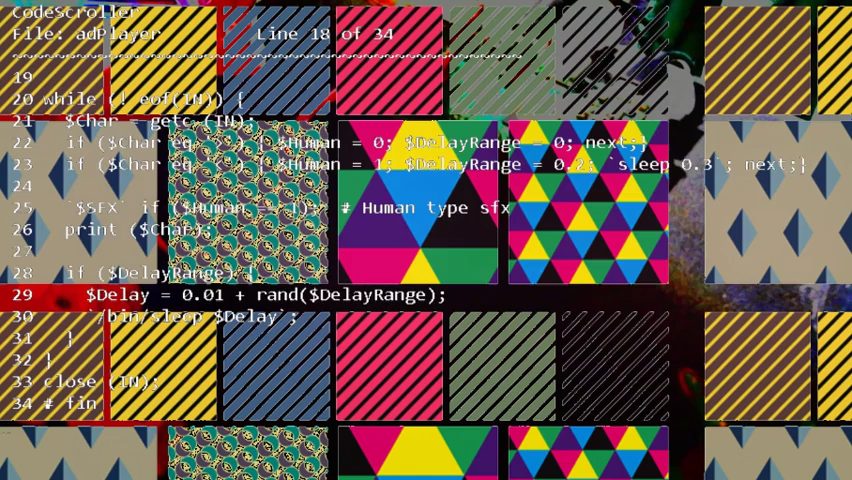 CodeScroller
File: adPlayer Line 18 of 34
19
20 while (! eof(IN)) {
21 $Char = getc (IN);
22 if ($Char eq ) { $Human = 0; $DelayRange = 0; next;}
23 if ($Char eq ) { $Human = 1; $DelayRange = 0.2; `sleep 0.3`; next;}
24
25 `$SFX` if ($Human 1); # Human type sfx
26 print ($Char);
27
28 if ($DelayRange) {
29 $Delay = 0.01 + rand($DelayRange);
30 `/bin/sleep $Delay`;
31 }
32 }
33 close (IN);
34 # fin